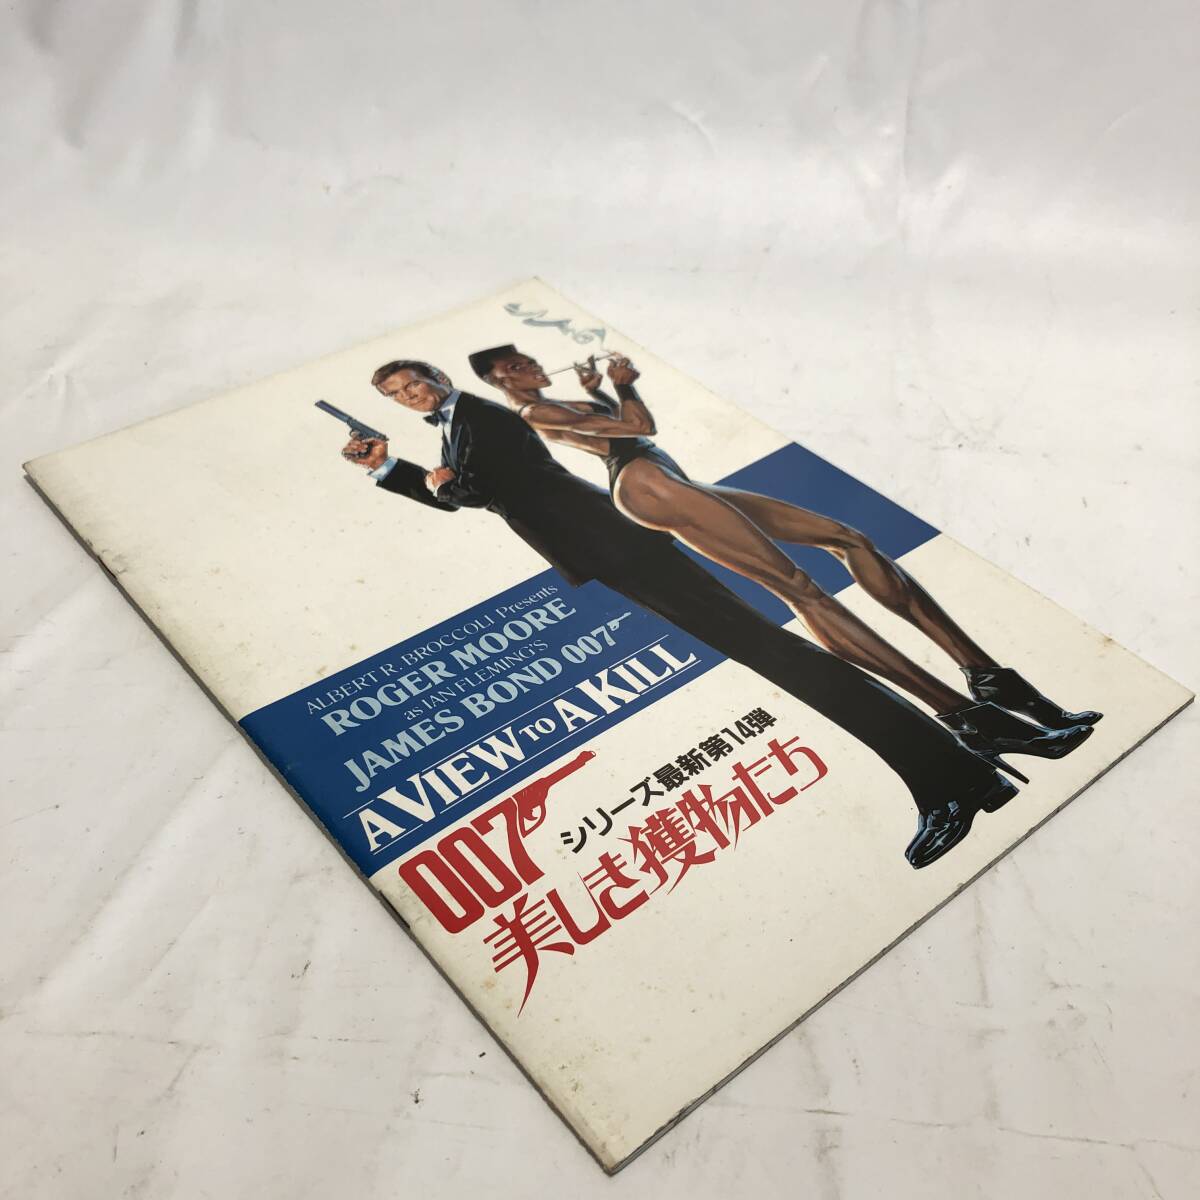 ALBERT R. BROCCOLI Presents
ROGER MOORE
as IAN FLEMING'S
JAMES BOND 007
A VIEW TO A KILL
シリーズ最新第14弾
007
美しき獲物たち